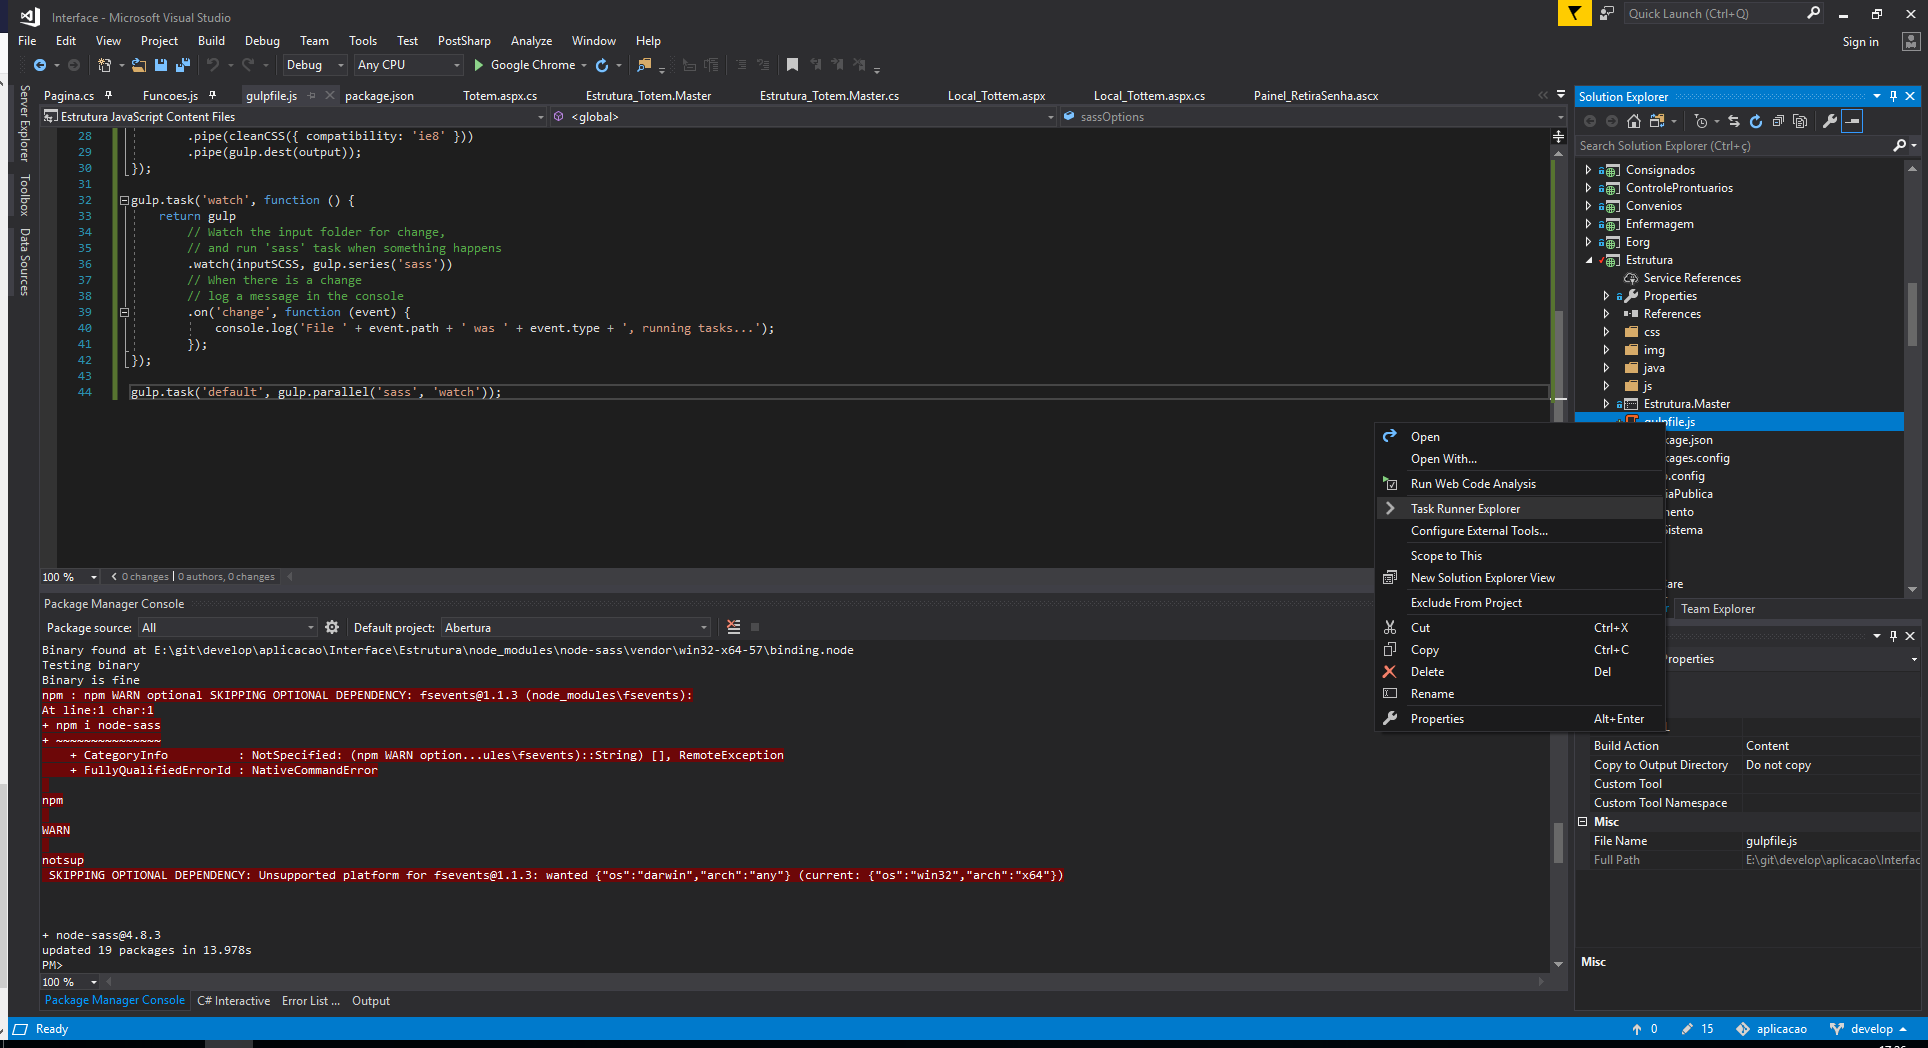 Interface - Microsoft Visual Studio
Quick Launch (Ctrl+Q)
File Edit View Project Build Debug Team Tools Test PostSharp Analyze Window Help
Sign in
Debug Any CPU Google Chrome
Server Explorer
Toolbox
Data Sources
Pagina.cs Funcoes.js gulpfile.js package.json Totem.aspx.cs Estrutura_Totem.Master Estrutura_Totem.Master.cs Local_Tottem.aspx Local_Tottem.aspx.cs Painel_RetiraSenha.ascx
Estrutura JavaScript Content Files <global> sassOptions
28 .pipe(cleanCSS({ compatibility: 'ie8' }))
29 .pipe(gulp.dest(output));
30 });
31
32 gulp.task('watch', function () {
33 return gulp
34 // Watch the input folder for change,
35 // and run 'sass' task when something happens
36 .watch(inputSCSS, gulp.series('sass'))
37 // When there is a change
38 // log a message in the console
39 .on('change', function (event) {
40 console.log('File ' + event.path + ' was ' + event.type + ', running tasks...');
41 });
42 });
43
44 gulp.task('default', gulp.parallel('sass', 'watch'));
100 % 0 changes | 0 authors, 0 changes
Package Manager Console
Package source: All Default project: Abertura
Binary found at E:\git\develop\aplicacao\Interface\Estrutura\node_modules\node-sass\vendor\win32-x64-57\binding.node
Testing binary
Binary is fine
npm : npm WARN optional SKIPPING OPTIONAL DEPENDENCY: fsevents@1.1.3 (node_modules\fsevents):
At line:1 char:1
+ npm i node-sass
+ ~~~~~~~~~~~~~~~
+ CategoryInfo : NotSpecified: (npm WARN option...ules\fsevents):String) [], RemoteException
+ FullyQualifiedErrorId : NativeCommandError
npm
WARN
notsup
SKIPPING OPTIONAL DEPENDENCY: Unsupported platform for fsevents@1.1.3: wanted {"os":"darwin","arch":"any"} (current: {"os":"win32","arch":"x64"})
+ node-sass@4.8.3
updated 19 packages in 13.978s
PM>
100 %
Package Manager Console C# Interactive Error List ... Output
Solution Explorer
Search Solution Explorer (Ctrl+ç)
Consignados
ControleProntuarios
Convenios
Enfermagem
Eorg
Estrutura
Service References
Properties
References
css
img
java
js
Estrutura.Master
gulpfile.js
kage.json
kages.config
.config
iaPublica
mento
Sistema
are
Team Explorer
Open
Open With...
Run Web Code Analysis
Task Runner Explorer
Configure External Tools...
Scope to This
New Solution Explorer View
Exclude From Project
Cut Ctrl+X
Copy Ctrl+C
Delete Del
Rename
Properties Alt+Enter
roperties
Build Action Content
Copy to Output Directory Do not copy
Custom Tool
Custom Tool Namespace
Misc
File Name gulpfile.js
Full Path E:\git\develop\aplicacao\Interfac
Misc
Ready
0 15 aplicacao develop